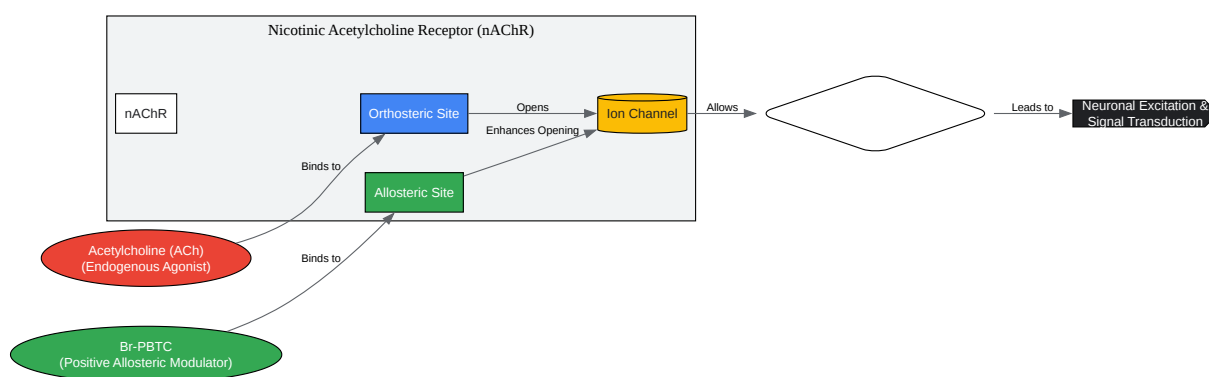 Nicotinic Acetylcholine Receptor (nAChR)
nAChR
Orthosteric Site
Opens
Ion Channel
Allows
Leads to
Neuronal Excitation &
Signal Transduction
Enhances Opening
Binds to
Allosteric Site
Acetylcholine (ACh)
(Endogenous Agonist)
Binds to
Br-PBTC
(Positive Allosteric Modulator)